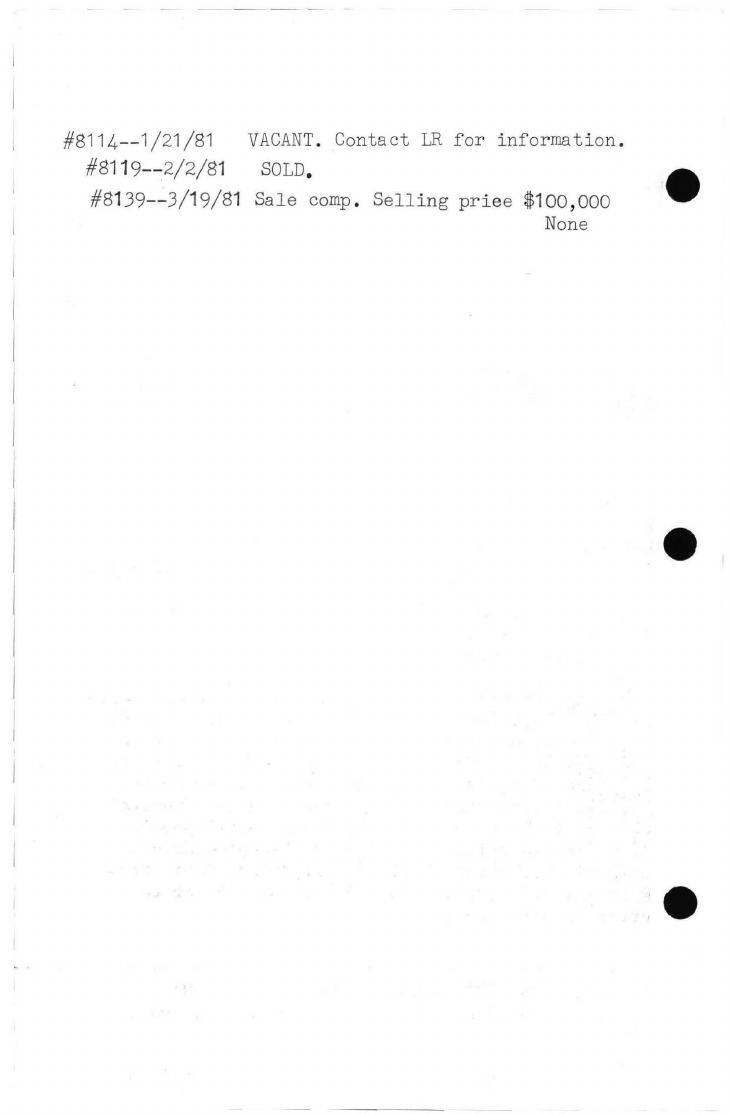 #8114--1/21/81 VACANT. Contact LR for information.
#8119--2/2/81 SOLD.
#8139--3/19/81 Sale comp. Selling price $100,000
None